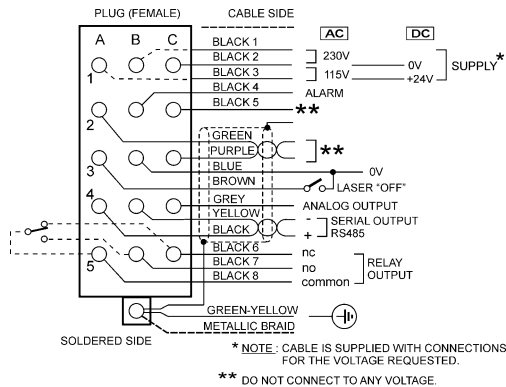 PLUG (FEMALE) CABLE SIDE
A B C AC DC
BLACK 1
BLACK 2 230V
1 BLACK 3 115V 0V +24V SUPPLY *
BLACK 4 ALARM
BLACK 5 **
2
GREEN
PURPLE **
3 BLUE 0V
BROWN LASER "OFF"
4 GREY ANALOG OUTPUT
YELLOW - SERIAL OUTPUT
BLACK + RS485
BLACK 6 nc
5 BLACK 7 no RELAY OUTPUT
BLACK 8 common
GREEN-YELLOW
METALLIC BRAID
SOLDERED SIDE
* NOTE : CABLE IS SUPPLIED WITH CONNECTIONS
FOR THE VOLTAGE REQUESTED.
** DO NOT CONNECT TO ANY VOLTAGE.